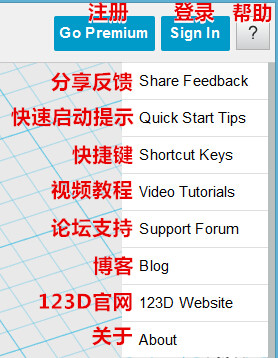 注册 登录 帮助
Go Premium Sign In ?
分享反馈 Share Feedback
快速启动提示 Quick Start Tips
快捷键 Shortcut Keys
视频教程 Video Tutorials
论坛支持 Support Forum
博客 Blog
123D官网 123D Website
关于 About